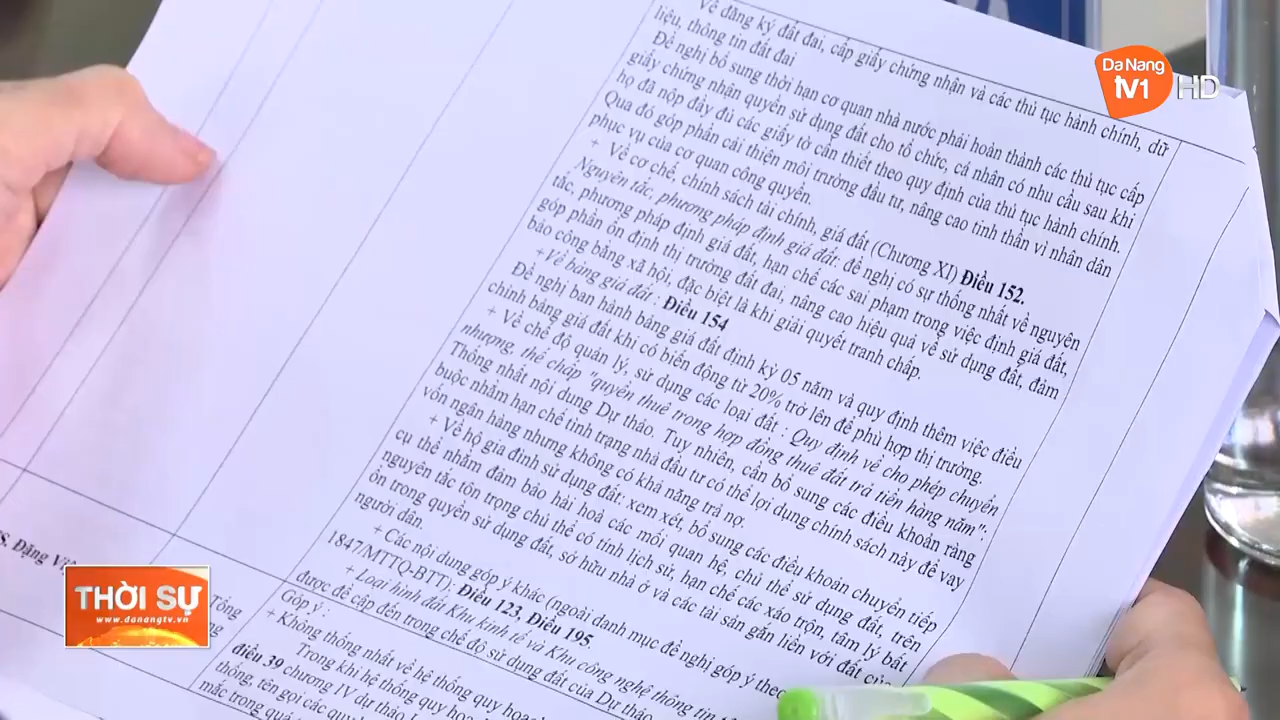 Về đăng ký đất đai, cấp giấy chứng nhận và các thủ tục hành chính, dữ
liệu, thông tin đất đai
Đề nghị bổ sung thời hạn cơ quan nhà nước phải hoàn thành các thủ tục cấp
giấy chứng nhận quyền sử dụng đất cho tổ chức, cá nhân có nhu cầu sau khi
họ đã nộp đầy đủ các giấy tờ cần thiết theo quy định của thủ tục hành chính.
Qua đó góp phần cải thiện môi trường đầu tư, nâng cao tinh thần vì nhân dân
phục vụ của cơ quan công quyền.
+ Về cơ chế, chính sách tài chính, giá đất (Chương XI) Điều 152.
Nguyên tắc, phương pháp định giá đất: đề nghị có sự thống nhất về nguyên
tắc, phương pháp định giá đất, hạn chế các sai phạm trong việc định giá đất,
góp phần ổn định thị trường đất đai, nâng cao hiệu quả về sử dụng đất, đảm
bảo công bằng xã hội, đặc biệt là khi giải quyết tranh chấp.
+Về bảng giá đất : Điều 154
Đề nghị ban hành bảng giá đất định kỳ 05 năm và quy định thêm việc điều
chỉnh bảng giá đất khi có biến động từ 20% trở lên để phù hợp thị trường.
+ Về chế độ quản lý, sử dụng các loại đất : Quy định về cho phép chuyển
nhượng, thế chấp "quyền thuê trong hợp đồng thuê đất trả tiền hàng năm":
Thống nhất nội dung Dự thảo. Tuy nhiên, cần bổ sung các điều khoản ràng
buộc nhằm hạn chế tình trạng nhà đầu tư có thể lợi dụng chính sách này để vay
vốn ngân hàng nhưng không có khả năng trả nợ.
+ Về hộ gia đình sử dụng đất: xem xét, bổ sung các điều khoản chuyển tiếp
cụ thể nhằm đảm bảo hài hoà các mối quan hệ, chủ thể sử dụng đất, trên
nguyên tắc tôn trọng chủ thể có tính lịch sử, hạn chế các xáo trộn, tâm lý bất
ổn trong quyền sử dụng đất, sở hữu nhà ở và các tài sản gắn liền với đất của
người dân.
+ Các nội dung góp ý khác (ngoài danh mục đề nghị góp ý theo
1847/MTTQ-BTT): Điều 123, Điều 195.
+ Loại hình đất Khu kinh tế và Khu công nghệ thông tin
được đề cập đến trong chế độ sử dụng đất của Dự thảo
Góp ý :
+ Không thống nhất về hệ thống quy hoạch
Trong khi hệ thống quy hoạ
điều 39 chương IV dự thảo
thống, tên gọi các quy
mắc trong quá
S. Đặng Vi
Tổng
Da Nang
TV1 HD
THỜI SỰ
www.danangtv.vn